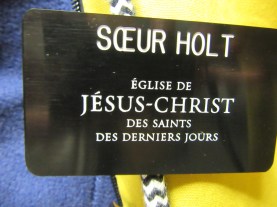 SŒUR HOLT
ÉGLISE DE
JÉSUS-CHRIST
DES SAINTS
DES DERNIERS JOURS